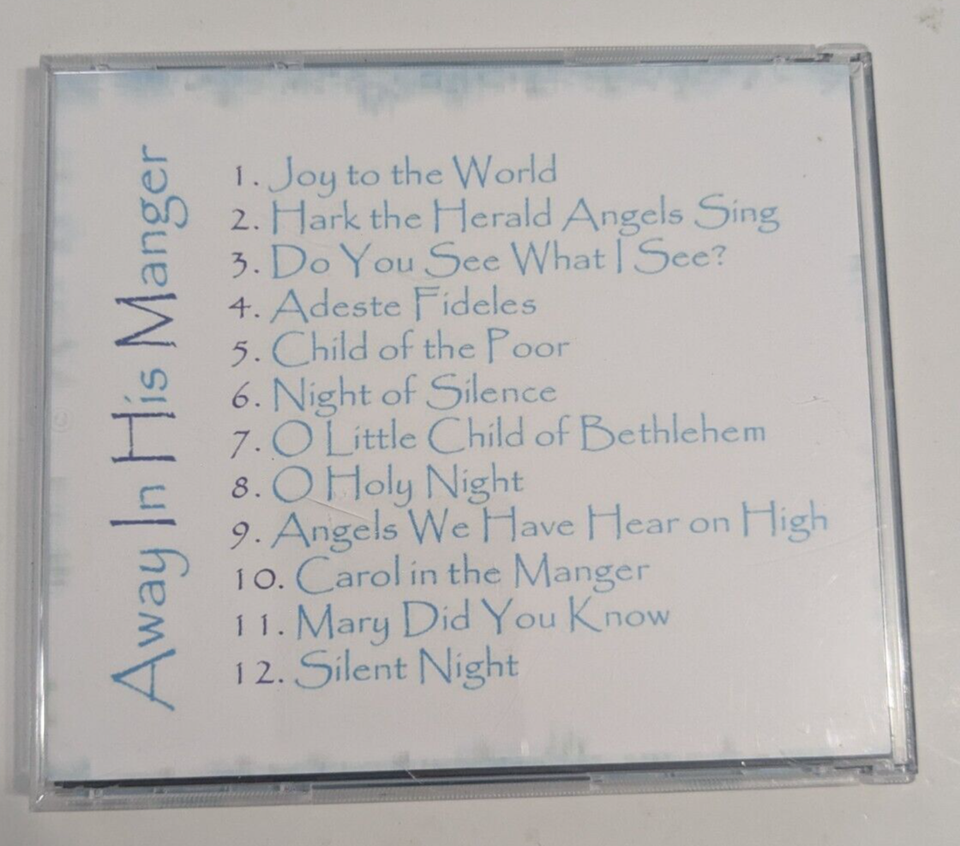 Away In His Manger
1. Joy to the World
2. Hark the Herald Angels Sing
3. Do You See What I See?
4. Adeste Fideles
5. Child of the Poor
6. Night of Silence
7. O Little Child of Bethlehem
8. O Holy Night
9. Angels We Have Hear on High
10. Carol in the Manger
11. Mary Did You Know
12. Silent Night